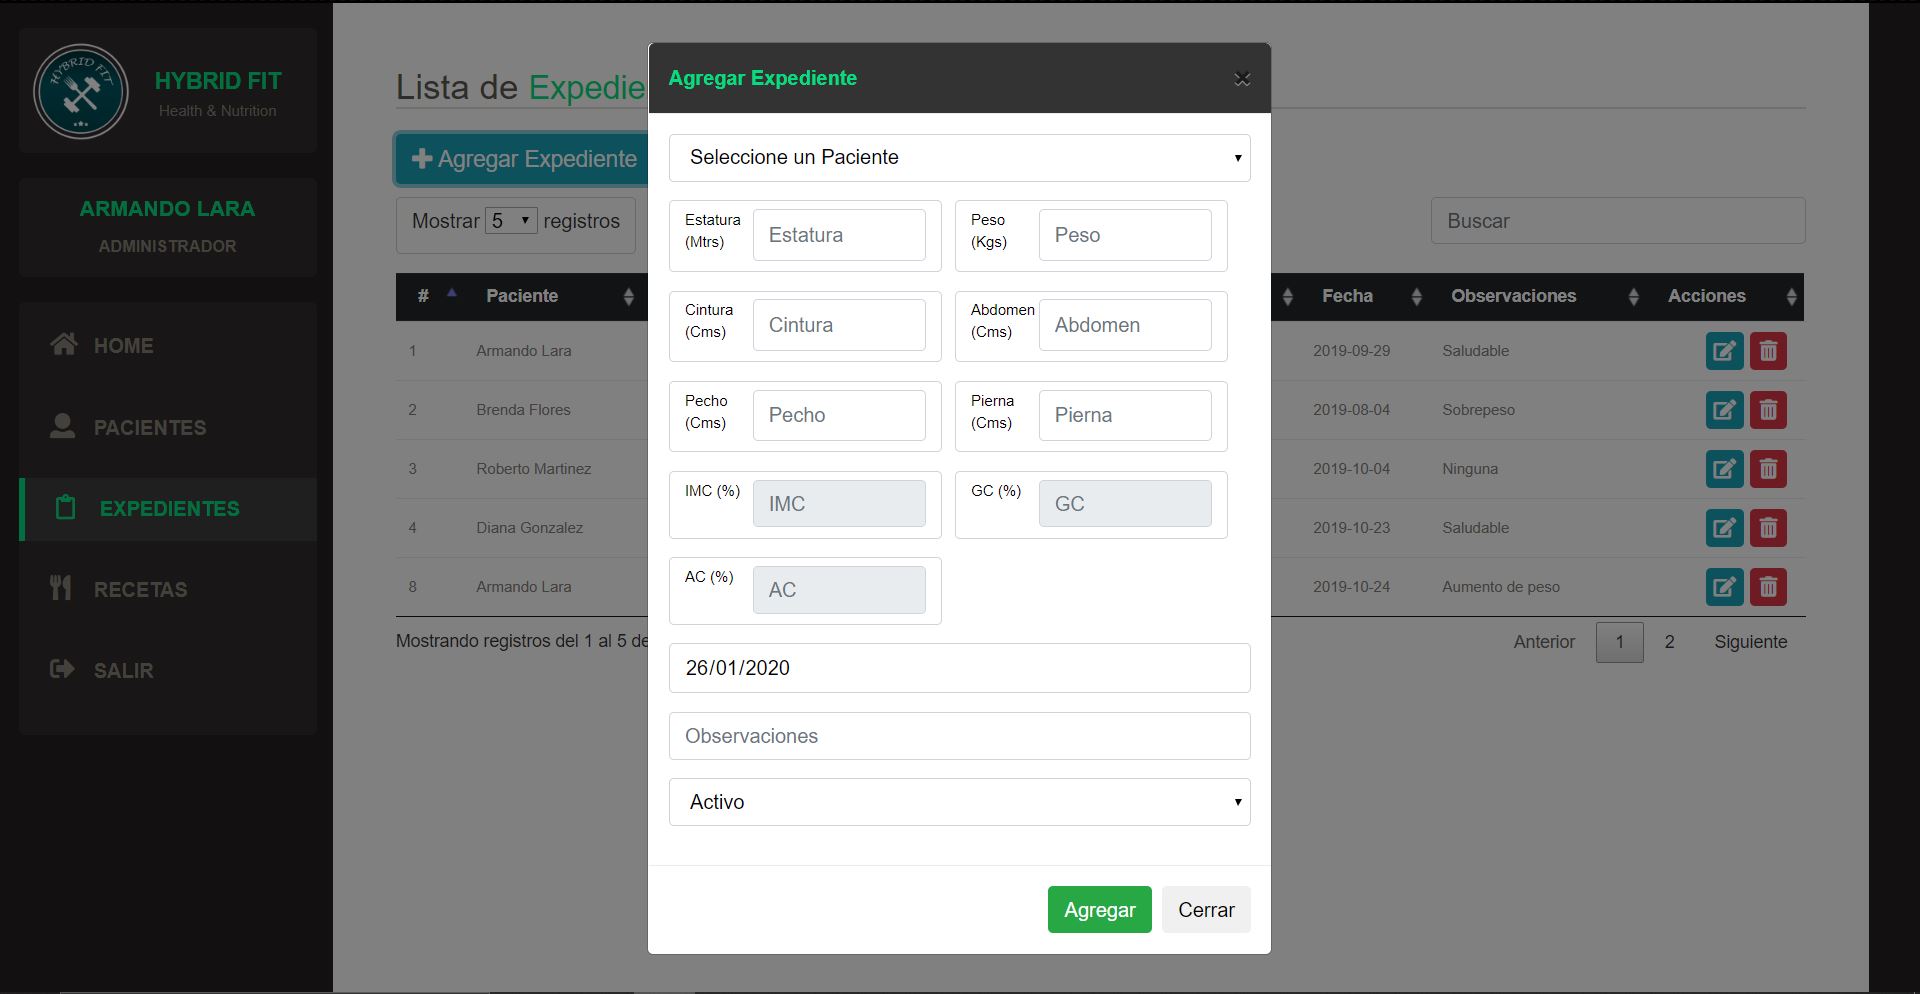 HYBRID FIT
HYBRID FIT
Health & Nutrition
ARMANDO LARA
ADMINISTRADOR
HOME
PACIENTES
EXPEDIENTES
RECETAS
SALIR
Lista de Expedie
Agregar Expediente
Mostrar 5 registros
Buscar
# Paciente Fecha Observaciones Acciones
1 Armando Lara 2019-09-29 Saludable
2 Brenda Flores 2019-08-04 Sobrepeso
3 Roberto Martinez 2019-10-04 Ninguna
4 Diana Gonzalez 2019-10-23 Saludable
8 Armando Lara 2019-10-24 Aumento de peso
Mostrando registros del 1 al 5 de
Anterior 1 2 Siguiente
Agregar Expediente
Seleccione un Paciente
Estatura (Mtrs) Estatura
Peso (Kgs) Peso
Cintura (Cms) Cintura
Abdomen (Cms) Abdomen
Pecho (Cms) Pecho
Pierna (Cms) Pierna
IMC (%) IMC
GC (%) GC
AC (%) AC
26/01/2020
Observaciones
Activo
Agregar Cerrar